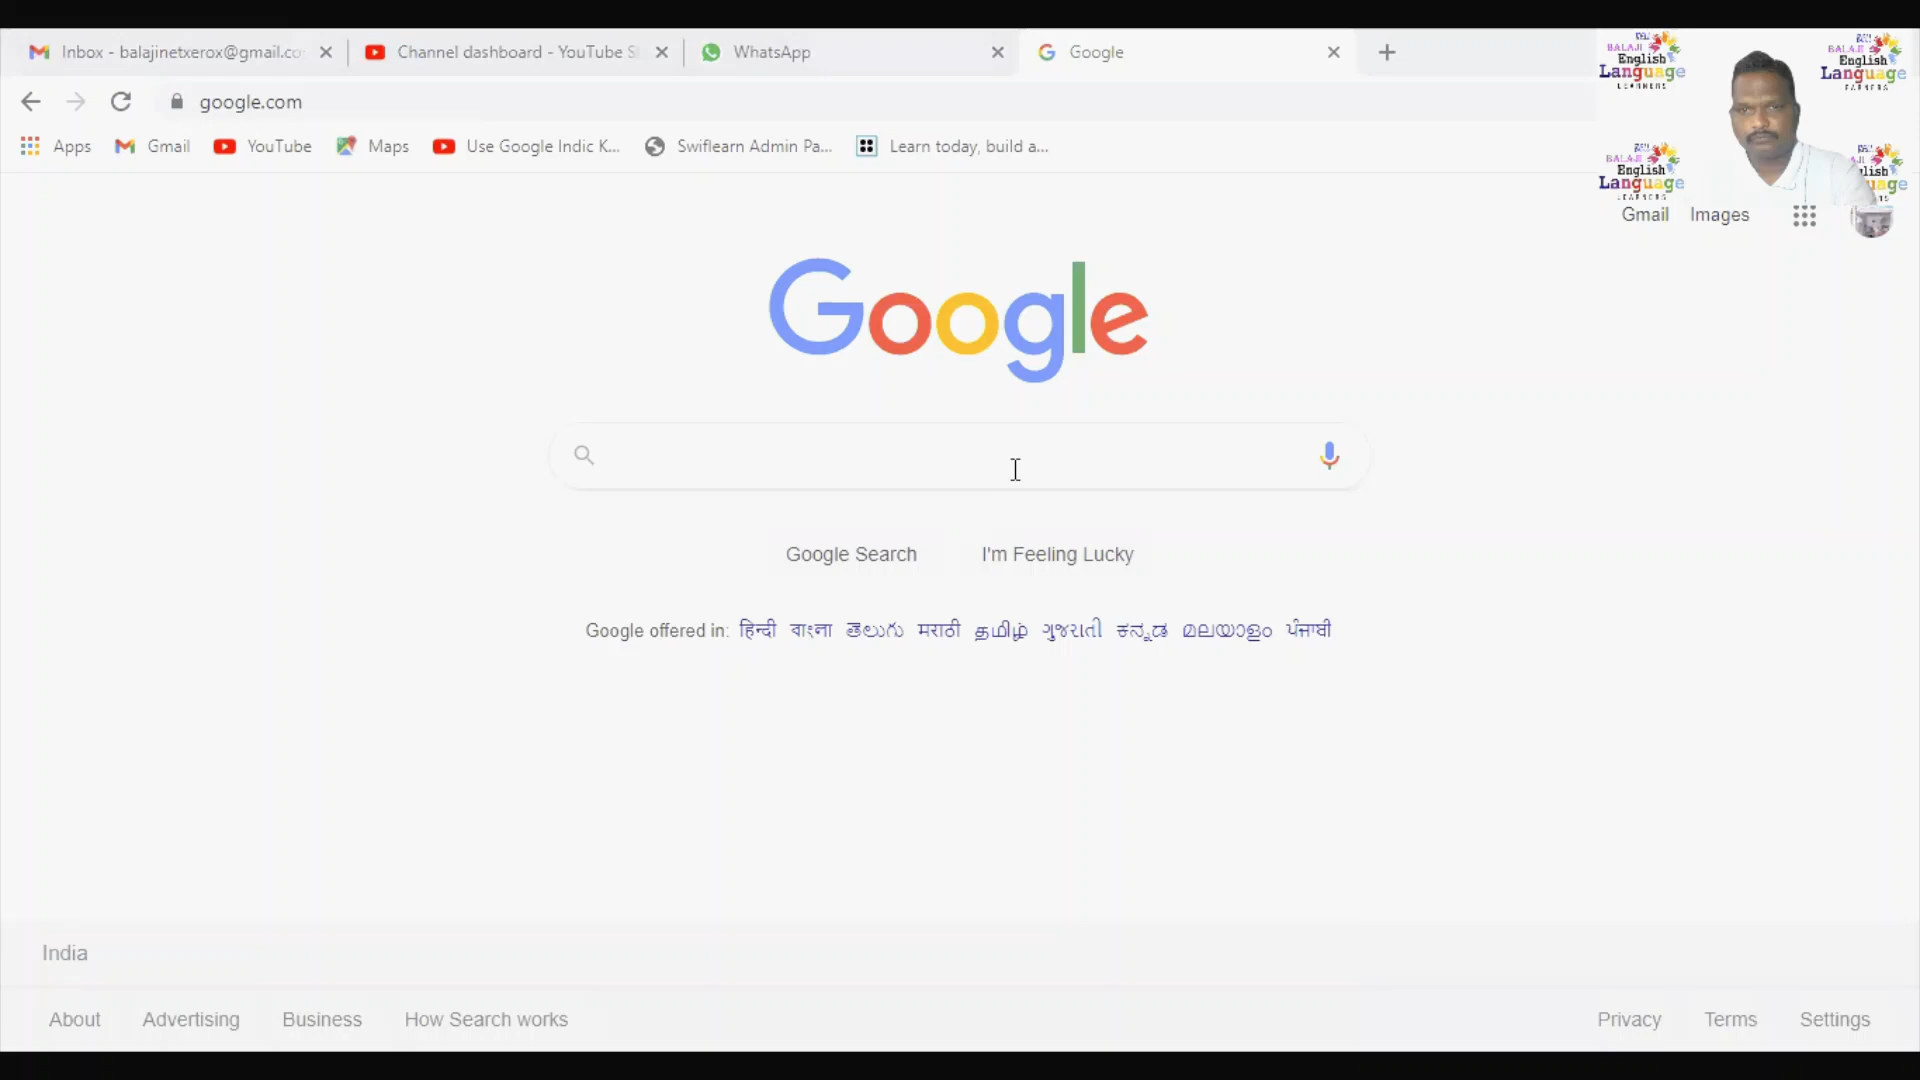 Inbox - balajinetxerox@gmail.co
Channel dashboard - YouTube S
WhatsApp
Google
google.com
Apps
Gmail
YouTube
Maps
Use Google Indic K...
Swiflearn Admin Pa...
Learn today, build a...
BALAJI
English
Language
LEARNERS
BALAJI
English
Language
BALAJI
English
Language
LEARNERS
Gmail
Images
Google
Google Search
I'm Feeling Lucky
Google offered in: हिन्दी বাংলা తెలుగు मराठी தமிழ் ગુજરાતી ಕನ್ನಡ മലയാളം ਪੰਜਾਬੀ
India
About
Advertising
Business
How Search works
Privacy
Terms
Settings